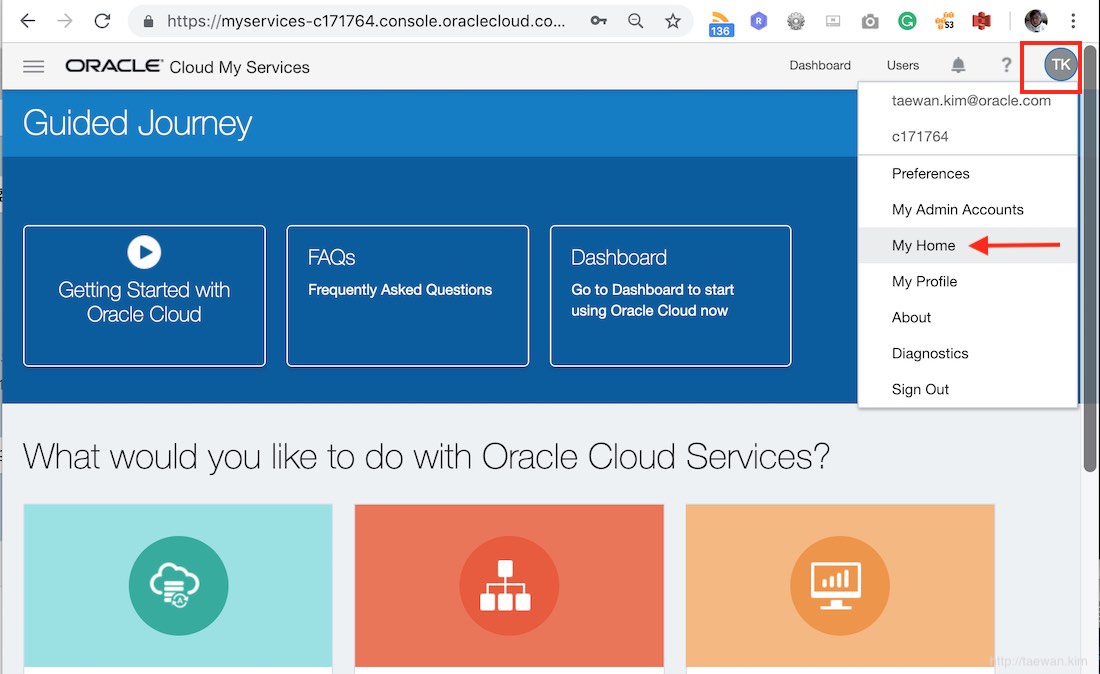 https://myservices-c171764.console.oraclecloud.co...
136
R
G
S3
ORACLE Cloud My Services
Dashboard
Users
?
TK
taewan.kim@oracle.com
c171764
Preferences
My Admin Accounts
My Home
My Profile
About
Diagnostics
Sign Out
Guided Journey
Getting Started with
Oracle Cloud
FAQs
Frequently Asked Questions
Dashboard
Go to Dashboard to start
using Oracle Cloud now
What would you like to do with Oracle Cloud Services?
A
http://taewan.kim